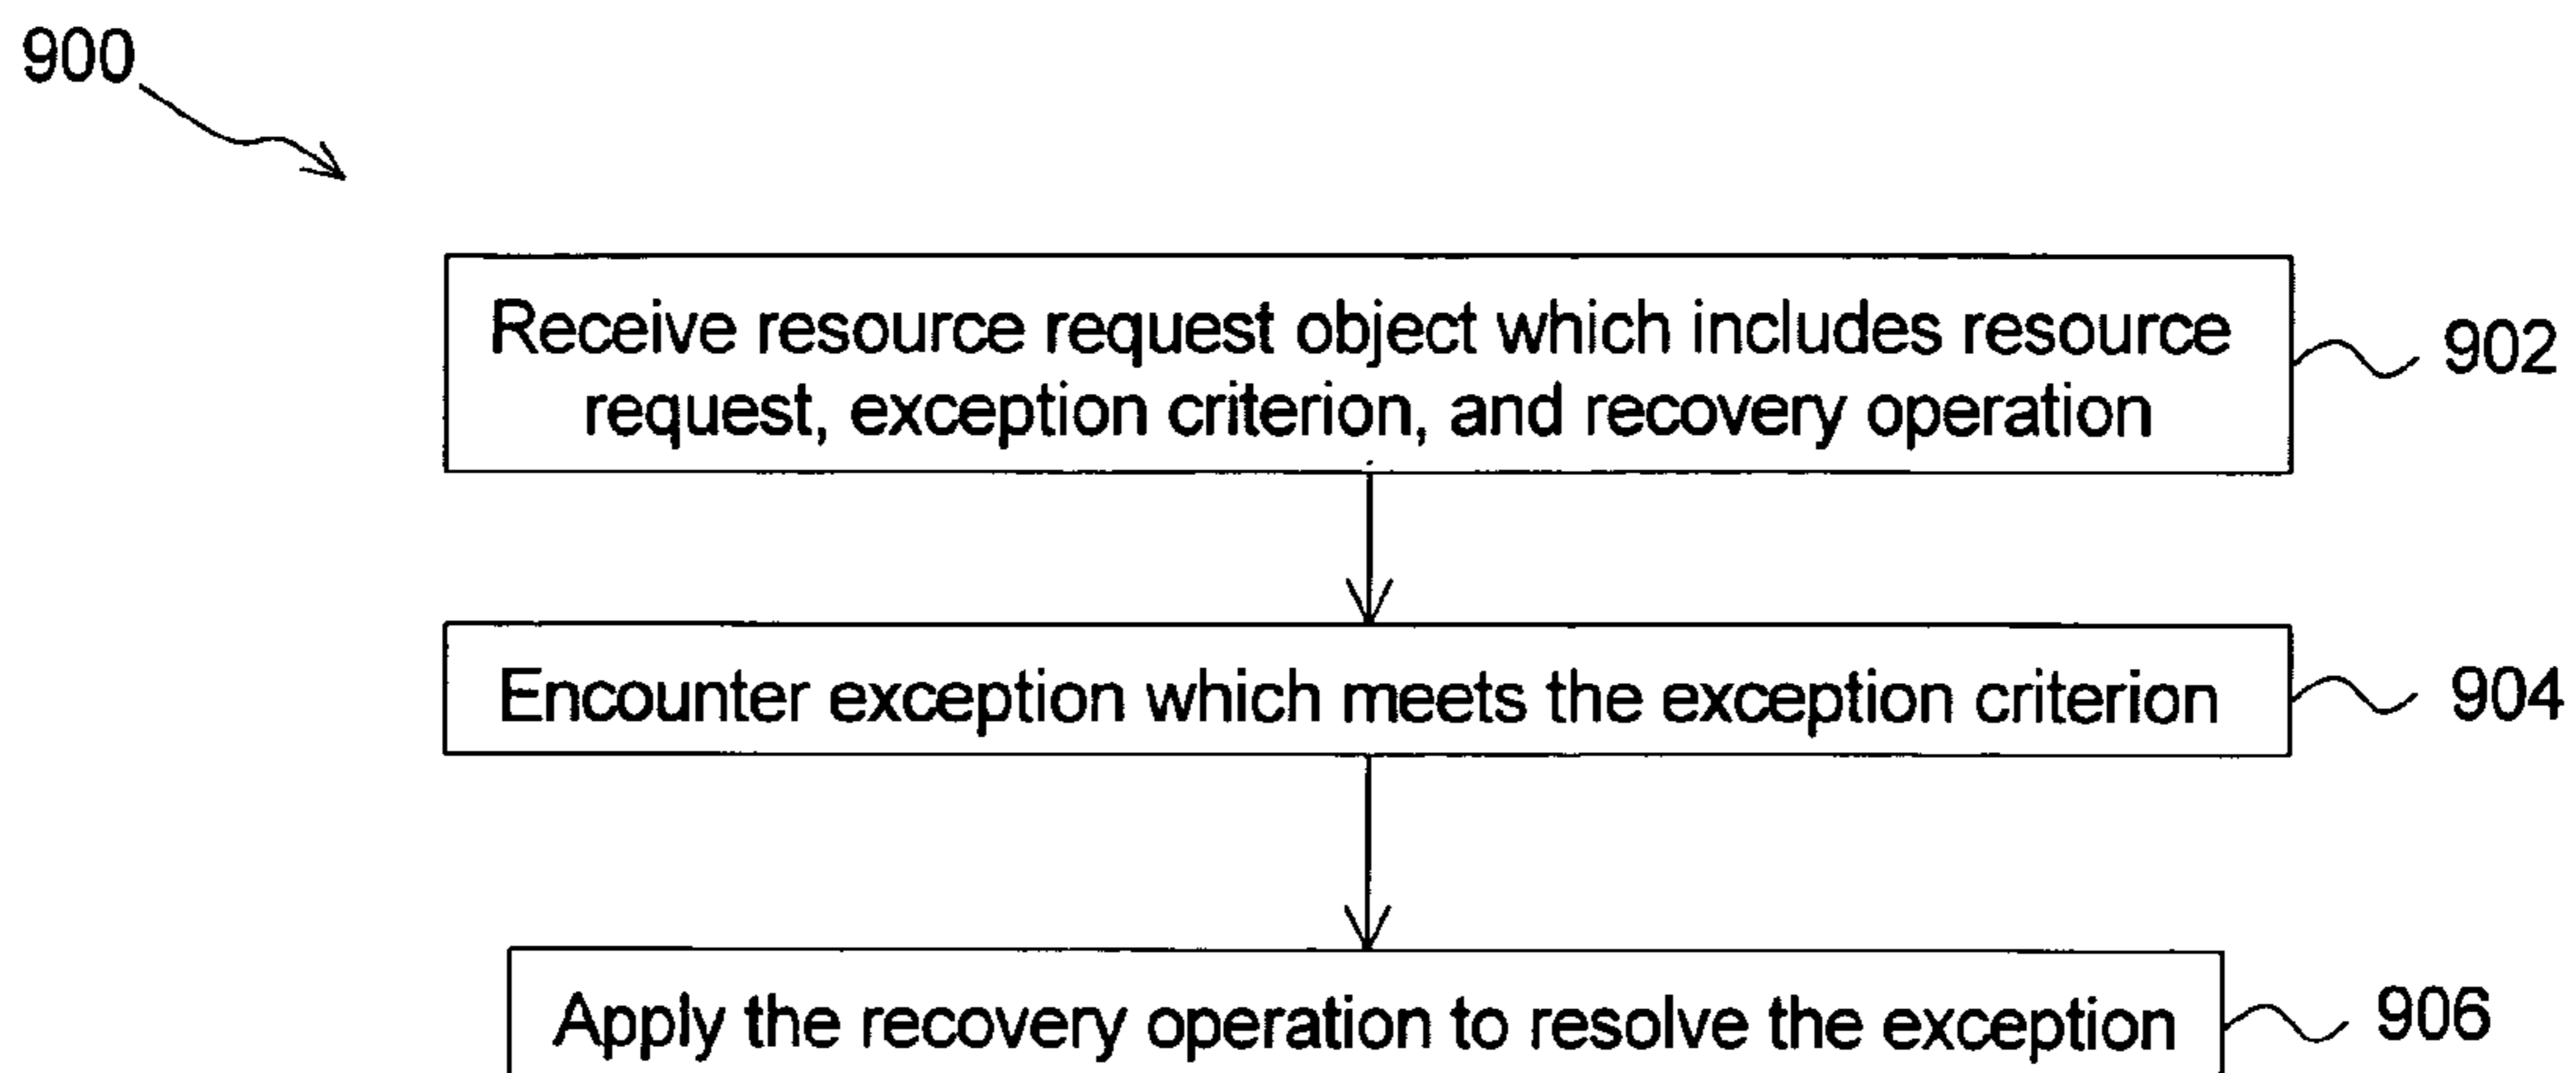 900
Receive resource request object which includes resource
request, exception criterion, and recovery operation
902
Encounter exception which meets the exception criterion
904
Apply the recovery operation to resolve the exception
906